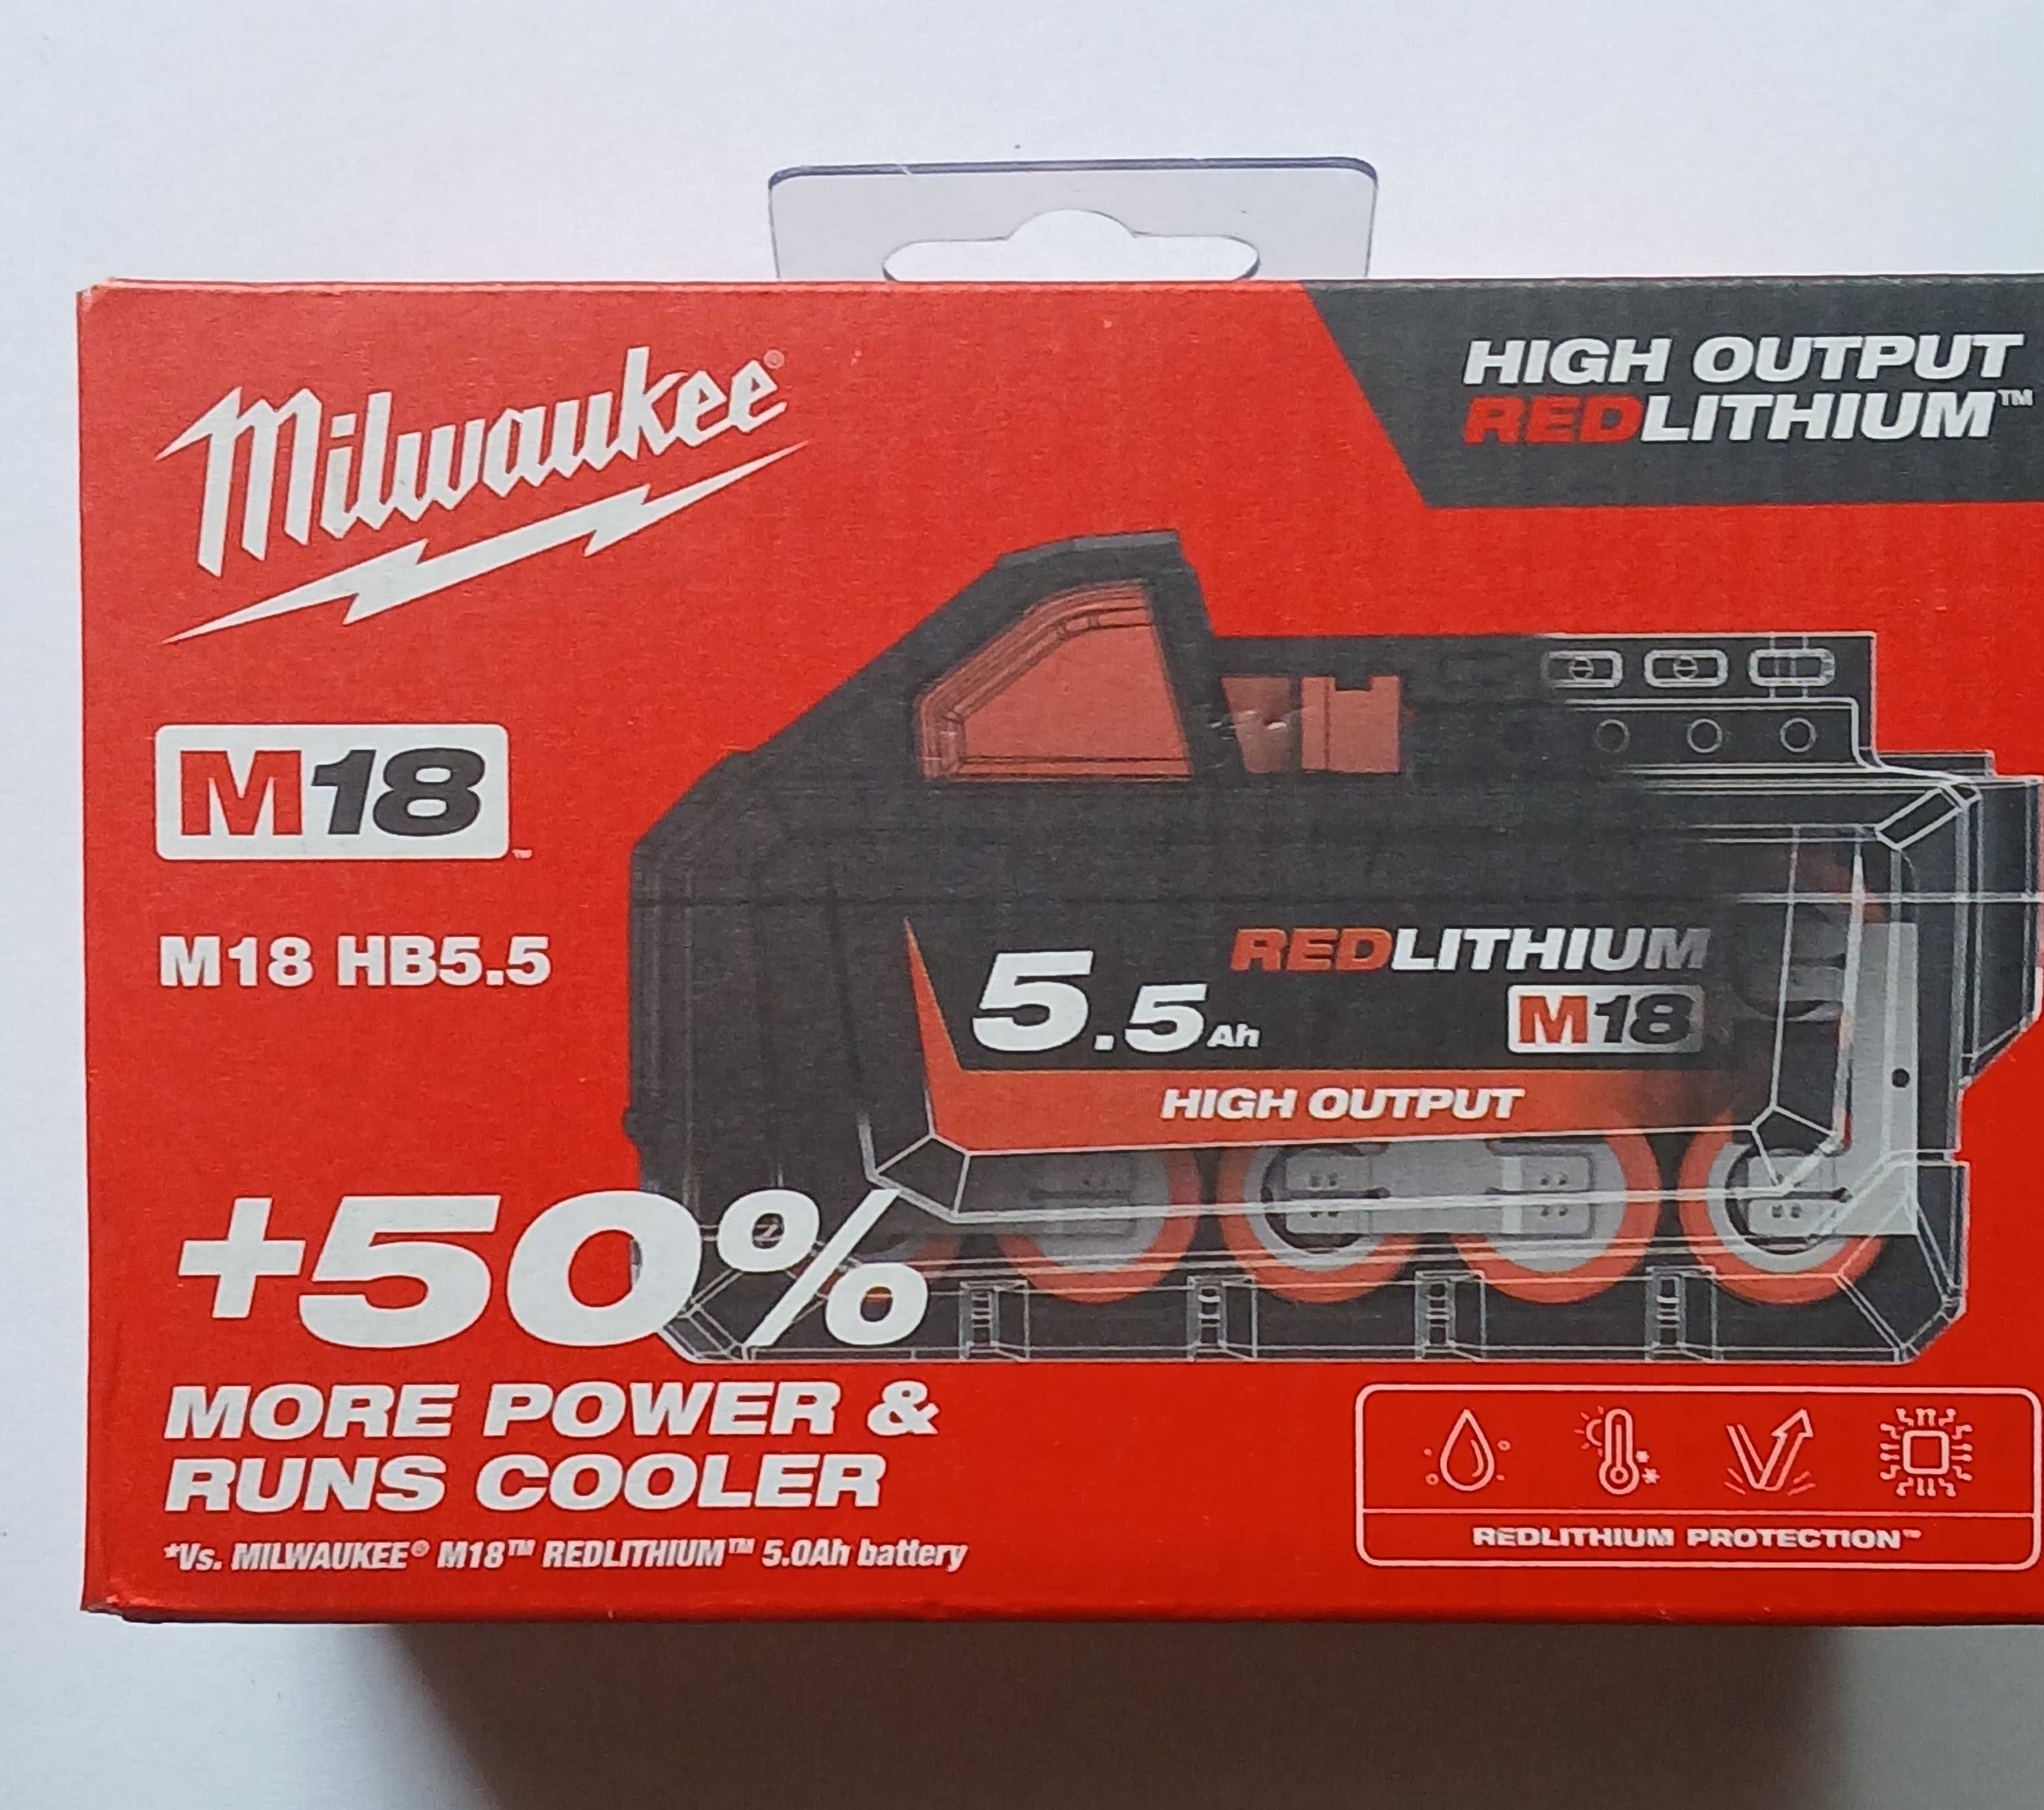 Milwaukee®
HIGH OUTPUT
REDLITHIUM™
M18™
M18 HB5.5
REDLITHIUM
5.5Ah
M18
HIGH OUTPUT
+50%
MORE POWER &
RUNS COOLER
*Vs. MILWAUKEE® M18™ REDLITHIUM™ 5.0Ah battery
REDLITHIUM PROTECTION™